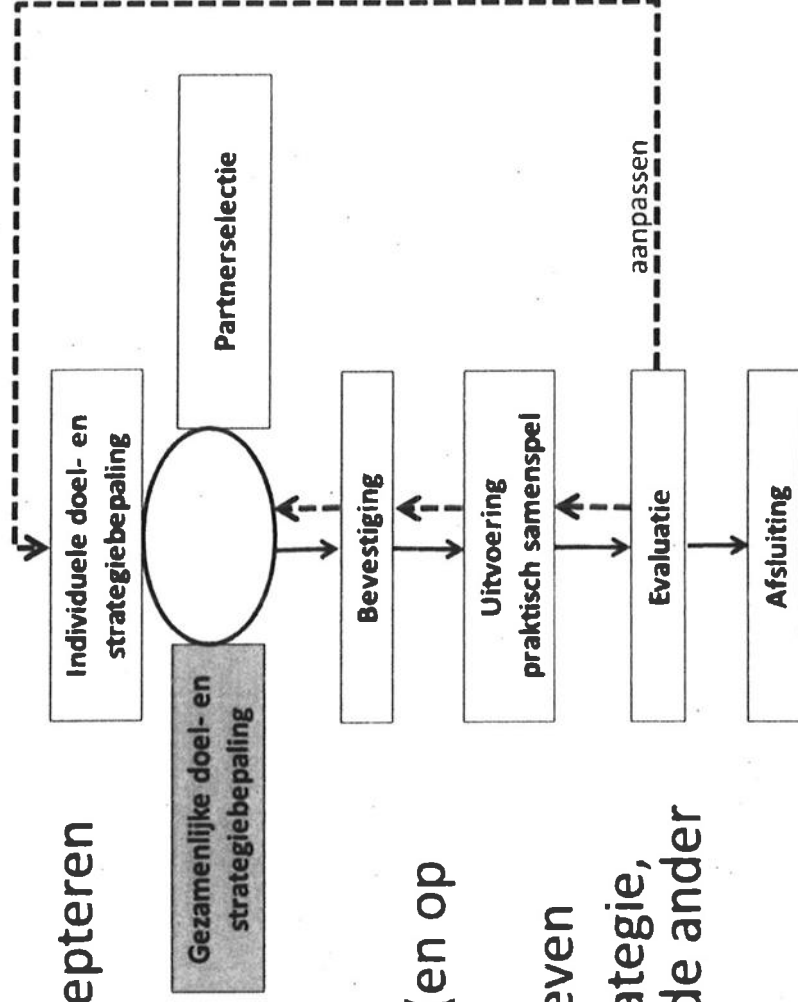 epteren
en op
even
ategie,
de ander
Individuele doel- en
strategiebepaling
Gezamenlijke doel- en
strategiebepaling
Partnerselectie
Bevestiging
Uitvoering
praktisch samenspel
Evaluatie
aanpassen
Afsluiting